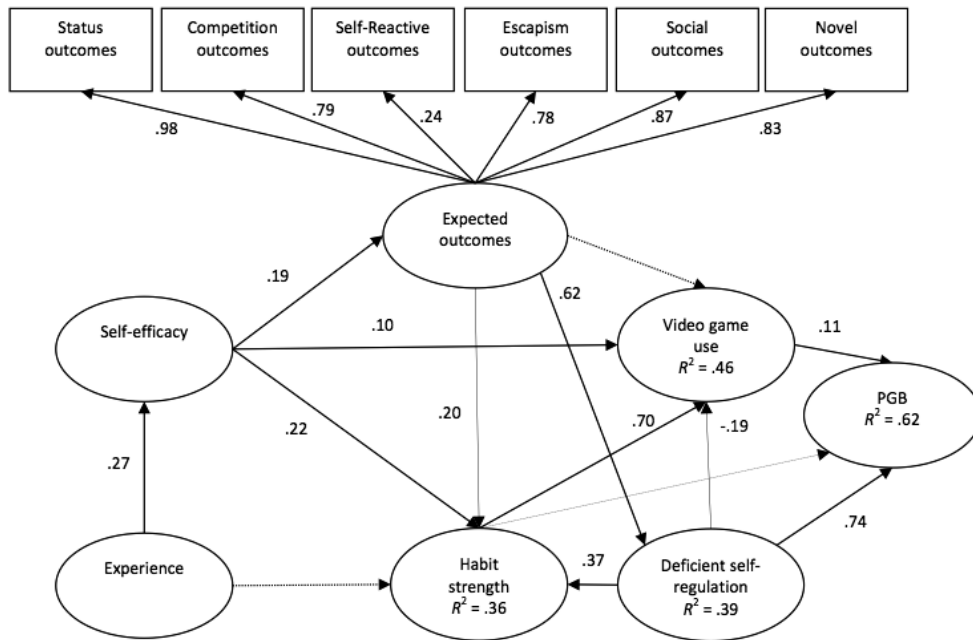 Status
outcomes
Competition
outcomes
Self-Reactive
outcomes
Escapism
outcomes
Social
outcomes
Novel
outcomes
.98
.79
.24
.78
.87
.83
Expected
outcomes
.19
.62
Self-efficacy
.10
Video game
use
R² = .46
.11
PGB
R² = .62
.27
.22
.20
.70
-.19
.74
Experience
Habit
strength
R² = .36
.37
Deficient self-
regulation
R² = .39